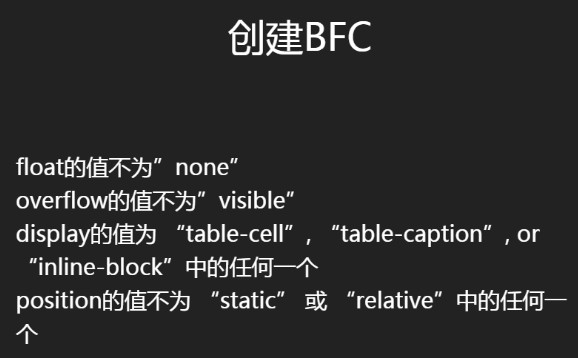 创建BFC
float的值不为”none”
overflow的值不为”visible”
display的值为 “table-cell”, “table-caption”, or
“inline-block”中的任何一个
position的值不为 “static” 或 “relative”中的任何一
个